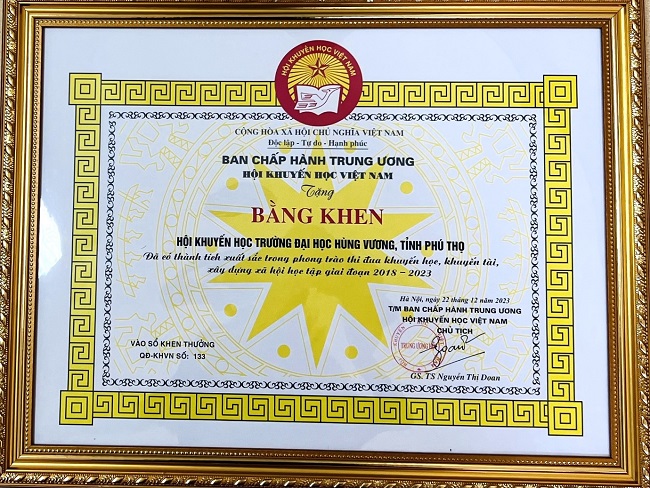 HỘI KHUYẾN HỌC VIỆT NAM
CỘNG HÒA XÃ HỘI CHỦ NGHĨA VIỆT NAM
Độc lập - Tự do - Hạnh phúc
BAN CHẤP HÀNH TRUNG ƯƠNG
HỘI KHUYẾN HỌC VIỆT NAM
Tặng
BẰNG KHEN
HỘI KHUYẾN HỌC TRƯỜNG ĐẠI HỌC HÙNG VƯƠNG, TỈNH PHÚ THỌ
Đã có thành tích xuất sắc trong phong trào thi đua khuyến học, khuyến tài,
xây dựng xã hội học tập giai đoạn 2018 - 2023
Hà Nội, ngày 22 tháng 12 năm 2023
T/M BAN CHẤP HÀNH TRUNG ƯƠNG
HỘI KHUYẾN HỌC VIỆT NAM
CHỦ TỊCH
TRUNG ƯƠNG
VÀO SỔ KHEN THƯỞNG
QĐ-KHVN SỐ: 133
GS. TS Nguyễn Thị Doan